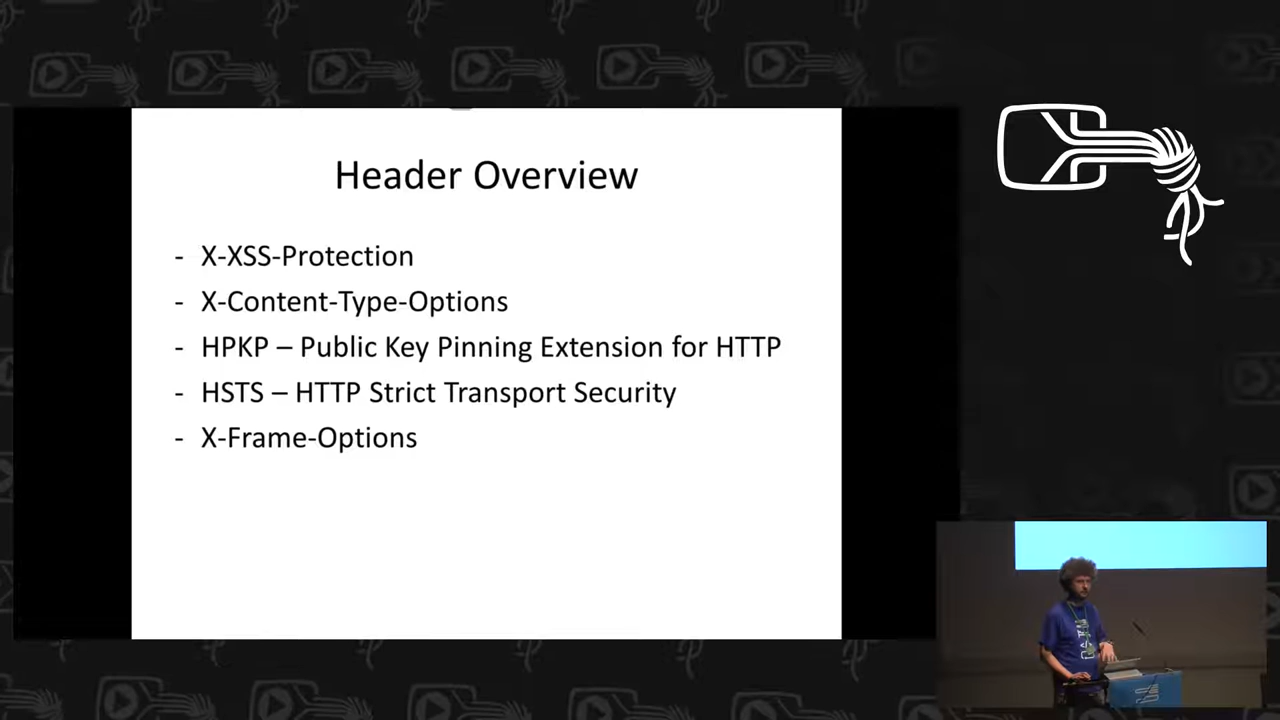 Header Overview
- X-XSS-Protection
- X-Content-Type-Options
- HPKP – Public Key Pinning Extension for HTTP
- HSTS – HTTP Strict Transport Security
- X-Frame-Options